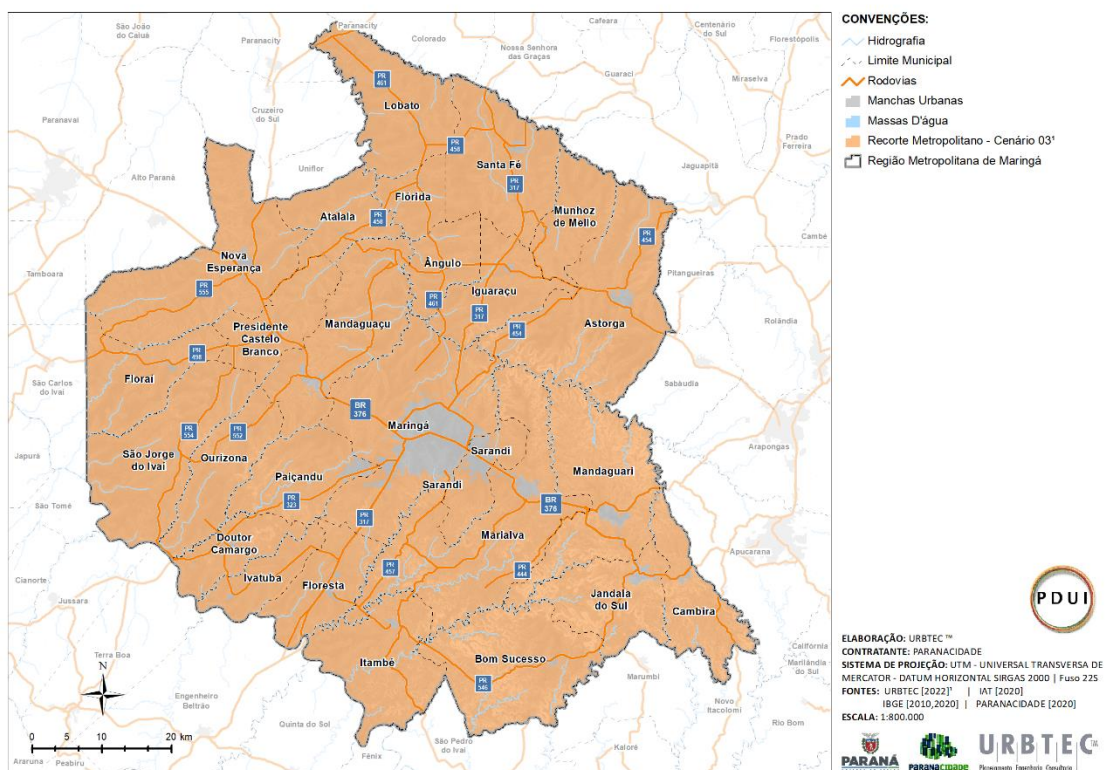 São João
do Caiuá
Paranacity
Cafeara
Centenário
do Sul
Paranacity
Colorado
Nossa Senhora
das Graças
Florestópolis
Guaraci
Miraselva
PR
461
Lobato
Paranavaí
Cruzeiro
do Sul
Prado
Ferreira
PR
458
Santa Fé
Uniflor
Jaguapitã
Alto Paraná
PR
317
Flórida
Atalaia
PR
458
Munhoz
de Mello
PR
454
Cambé
Nova
Esperança
Ângulo
Tamboara
Pitangueiras
PR
555
PR
461
Iguaraçu
PR
317
Presidente
Castelo
Branco
Mandaguaçu
PR
454
Astorga
Rolândia
PR
498
Floraí
São Carlos
do Ivaí
Sabáudia
BR
376
Maringá
PR
554
PR
552
Sarandi
Arapongas
Japurá
São Jorge
do Ivaí
Ourizona
Paiçandu
Sarandi
Mandaguari
PR
323
BR
376
São Tomé
PR
317
Doutor
Camargo
Marialva
Apucarana
Ivatuba
Floresta
PR
457
PR
444
Cianorte
Jussara
Jandaia
do Sul
Cambira
Terra Boa
Califórnia
Itambé
Bom Sucesso
Marumbi
Marilândia
do Sul
PR
546
N
Engenheiro
Beltrão
Novo
Itacolomi
Quinta do Sol
Rio Bom
São Pedro
do Ivaí
Kaloré
Fênix
0 5 10 20 km
Araruna
Peabiru
CONVENÇÕES:
Hidrografia
Limite Municipal
Rodovias
Manchas Urbanas
Massas D'água
Recorte Metropolitano - Cenário 03¹
Região Metropolitana de Maringá
PDUI
ELABORAÇÃO: URBTEC ™
CONTRATANTE: PARANACIDADE
SISTEMA DE PROJEÇÃO: UTM - UNIVERSAL TRANSVERSA DE
MERCATOR - DATUM HORIZONTAL SIRGAS 2000 | Fuso 22S
FONTES: URBTEC [2022]¹ | IAT [2020]
IBGE [2010,2020] | PARANACIDADE [2020]
ESCALA: 1:800.000
PARANÁ
PARANACIDADE
URBTEC™
Planejamento Engenharia Consultoria